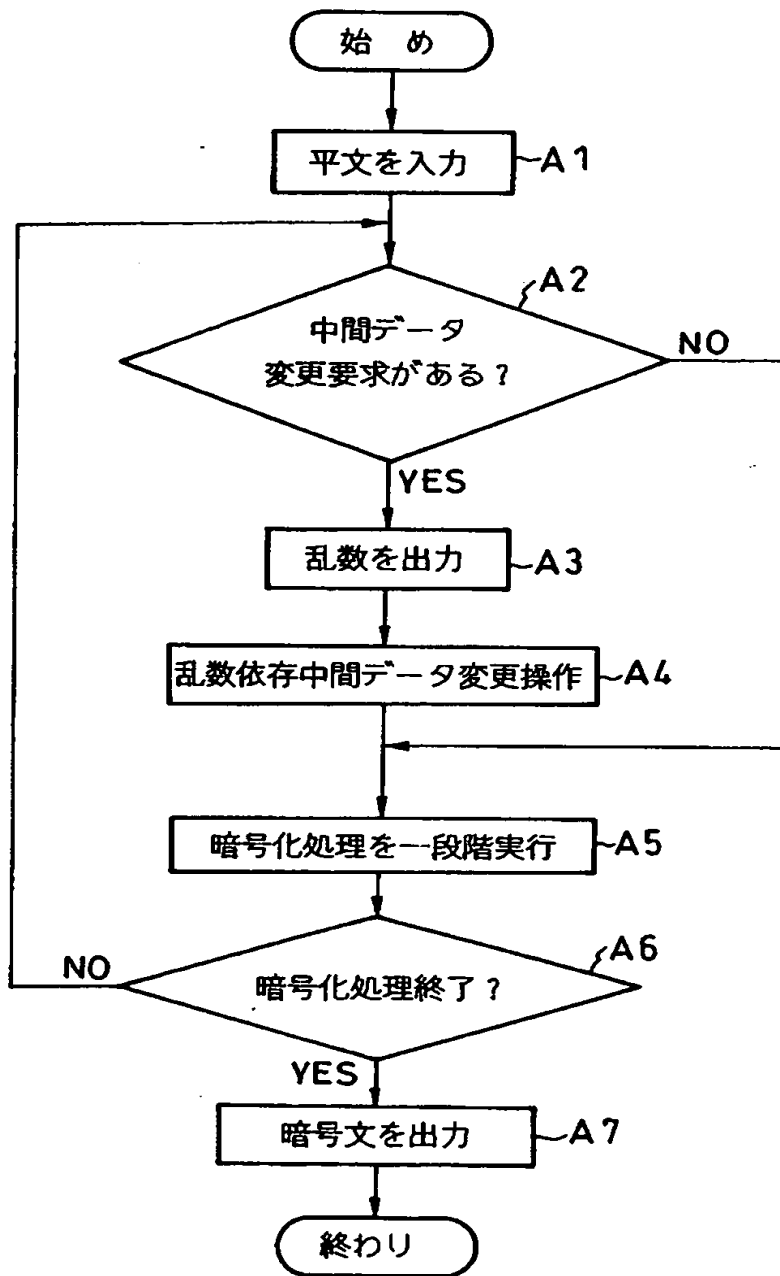 始め
平文を入力
A1
A2
中間データ
変更要求がある?
NO
YES
乱数を出力
A3
乱数依存中間データ変更操作
A4
暗号化処理を一段階実行
A5
A6
NO
暗号化処理終了?
YES
暗号文を出力
A7
終わり